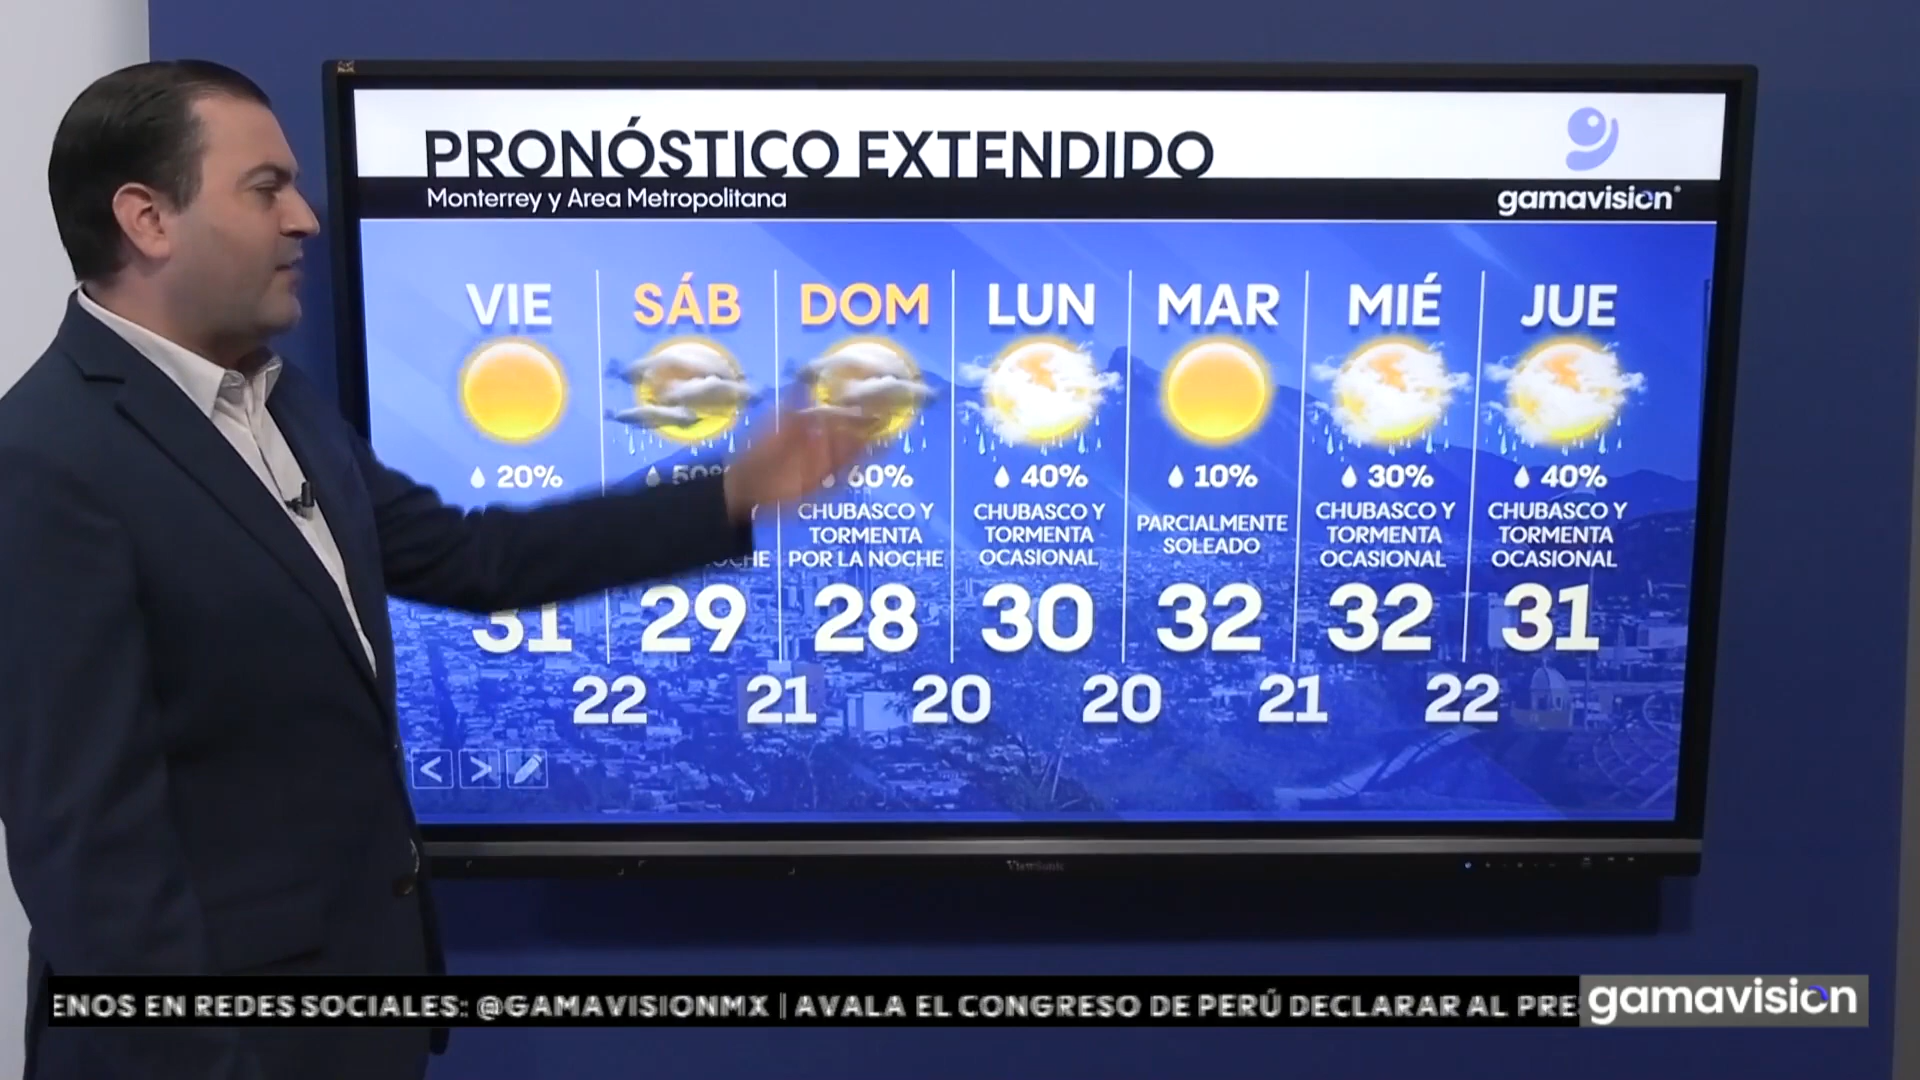 PRONÓSTICO EXTENDIDO
Monterrey y Area Metropolitana
gamavision
VIE
SÁB
DOM
LUN
MAR
MIÉ
JUE
20%
50%
60%
40%
10%
30%
40%
CHUBASCO Y
TORMENTA
POR LA NOCHE
CHUBASCO Y
TORMENTA
OCASIONAL
PARCIALMENTE
SOLEADO
CHUBASCO Y
TORMENTA
OCASIONAL
CHUBASCO Y
TORMENTA
OCASIONAL
31
29
28
30
32
32
31
22
21
20
20
21
22
< >
ViewSonic
ENOS EN REDES SOCIALES: @GAMAVISIONMX | AVALA EL CONGRESO DE PERÚ DECLARAR AL PRE
gamavision